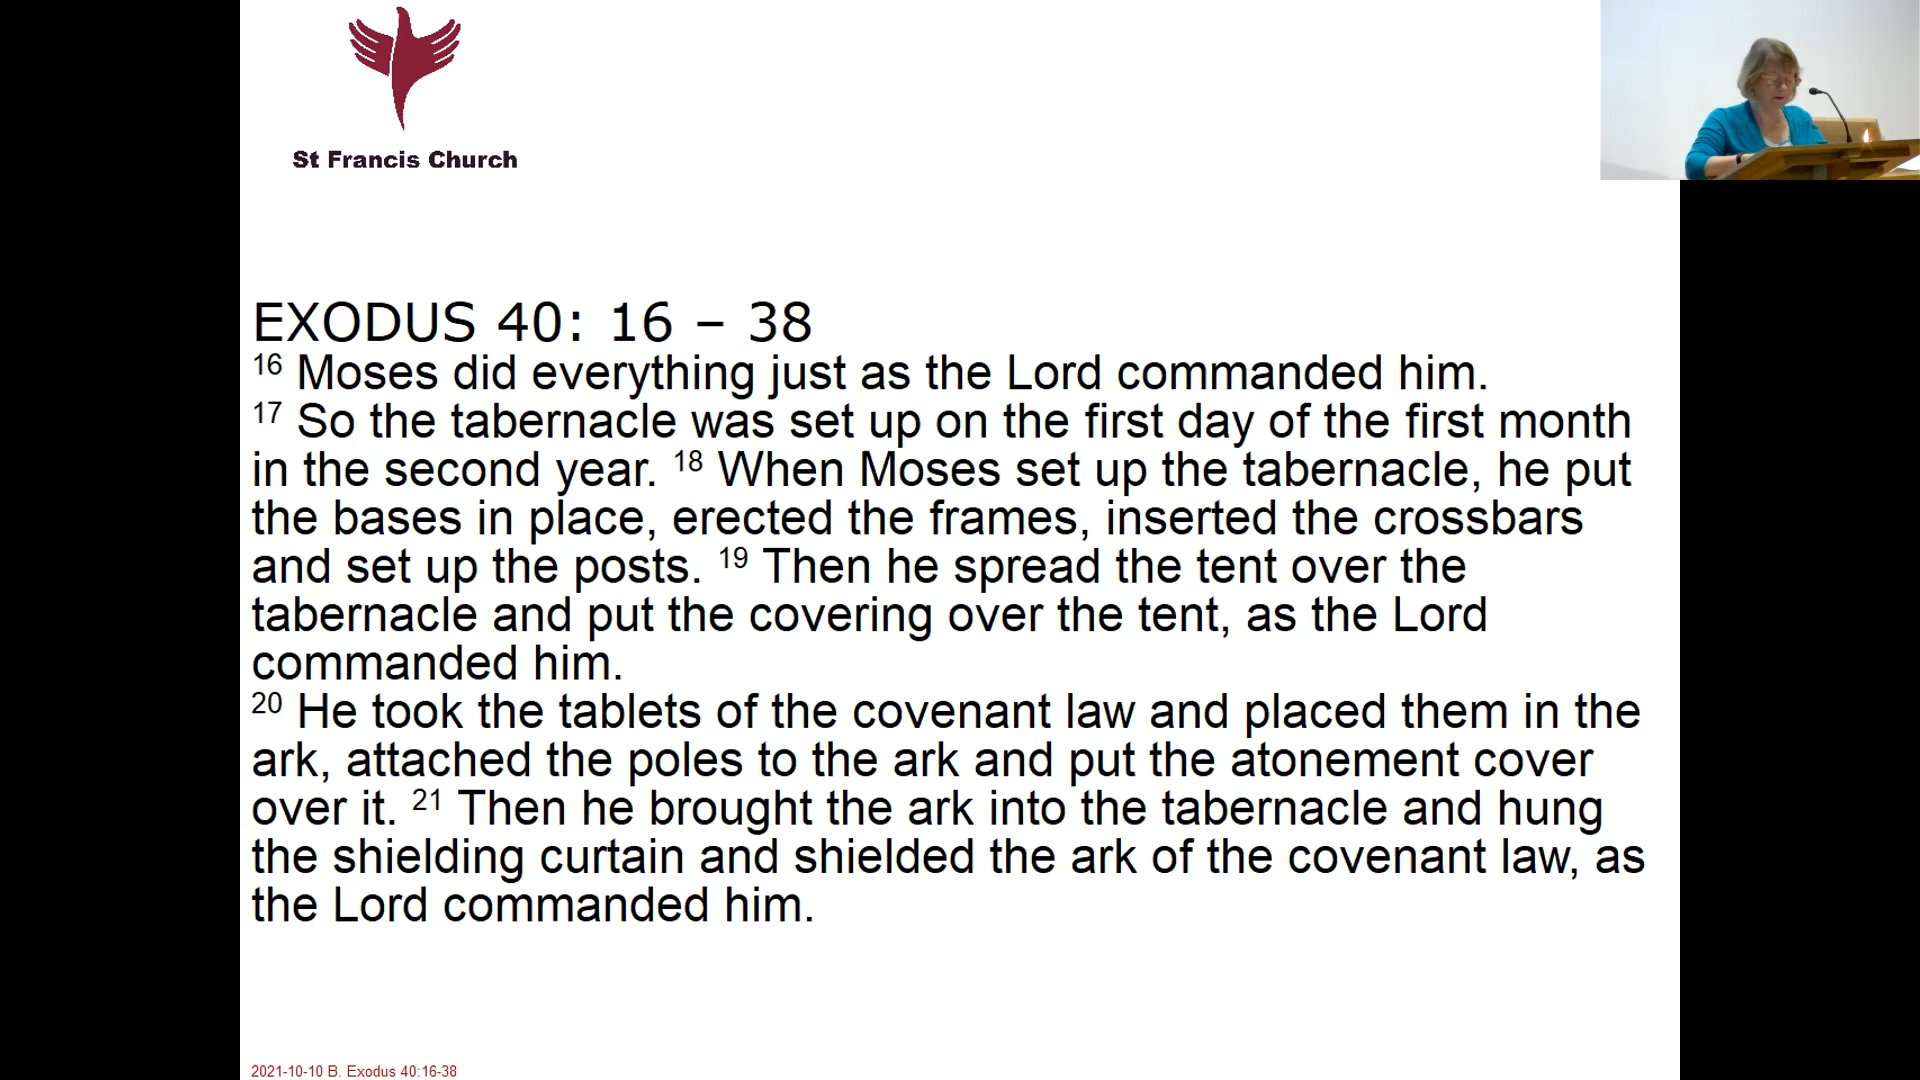 St Francis Church
EXODUS 40: 16 – 38
16 Moses did everything just as the Lord commanded him.
17 So the tabernacle was set up on the first day of the first month
in the second year. 18 When Moses set up the tabernacle, he put
the bases in place, erected the frames, inserted the crossbars
and set up the posts. 19 Then he spread the tent over the
tabernacle and put the covering over the tent, as the Lord
commanded him.
20 He took the tablets of the covenant law and placed them in the
ark, attached the poles to the ark and put the atonement cover
over it. 21 Then he brought the ark into the tabernacle and hung
the shielding curtain and shielded the ark of the covenant law, as
the Lord commanded him.
2021-10-10 B. Exodus 40:16-38